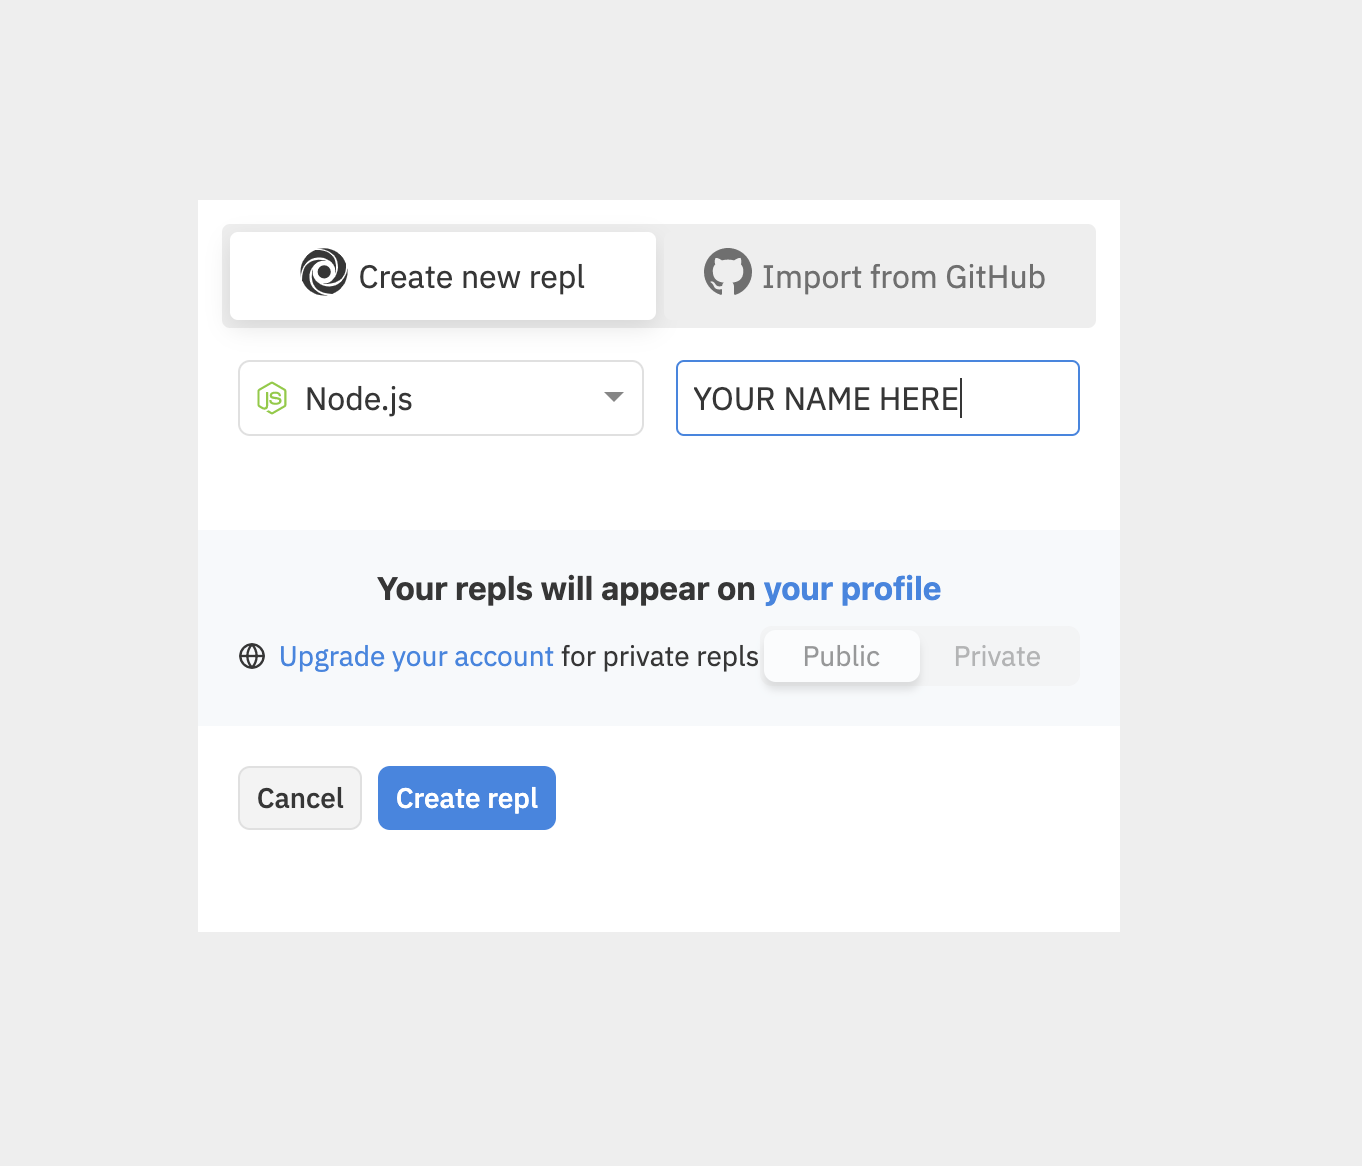 Create new repl
Import from GitHub
JS Node.js
YOUR NAME HERE
Your repls will appear on your profile
Upgrade your account for private repls
Public
Private
Cancel
Create repl